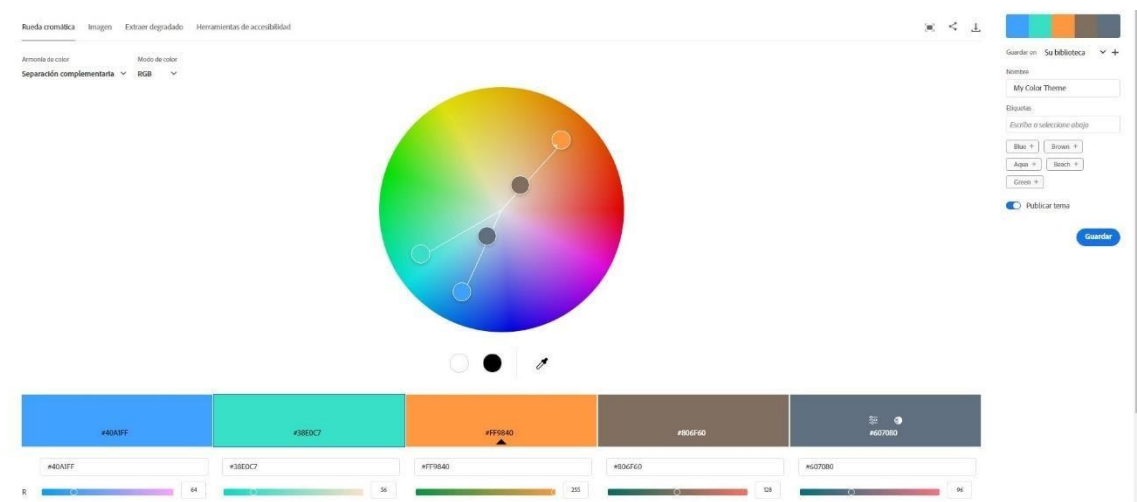 Rueda cromática Imagen Extraer degradado Herramientas de accesibilidad
Armonía de color Modo de color
Separación complementaria RGB
Guardar en Su biblioteca +
Nombre
My Color Theme
Etiquetas
Escriba o seleccione abajo
Blue + Brown +
Aqua + Beech +
Green +
Publicar tema
Guardar
#40A1FF #38E0C7 #FF9840 #806F60 #607080
#40A1FF #38E0C7 #FF9840 #806F60 #607080
R 64 56 255 128 96